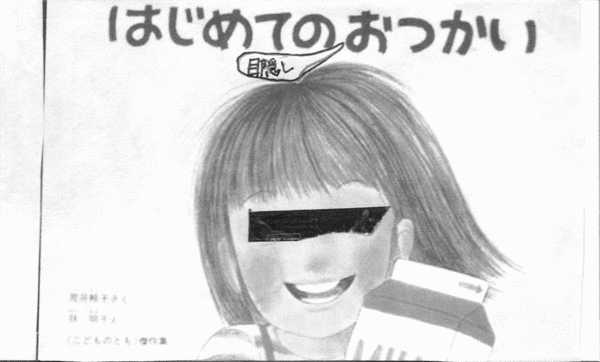 はじめてのおつかい
目隠し
筒井頼子さく
林 明子え
〈こどものとも〉傑作集